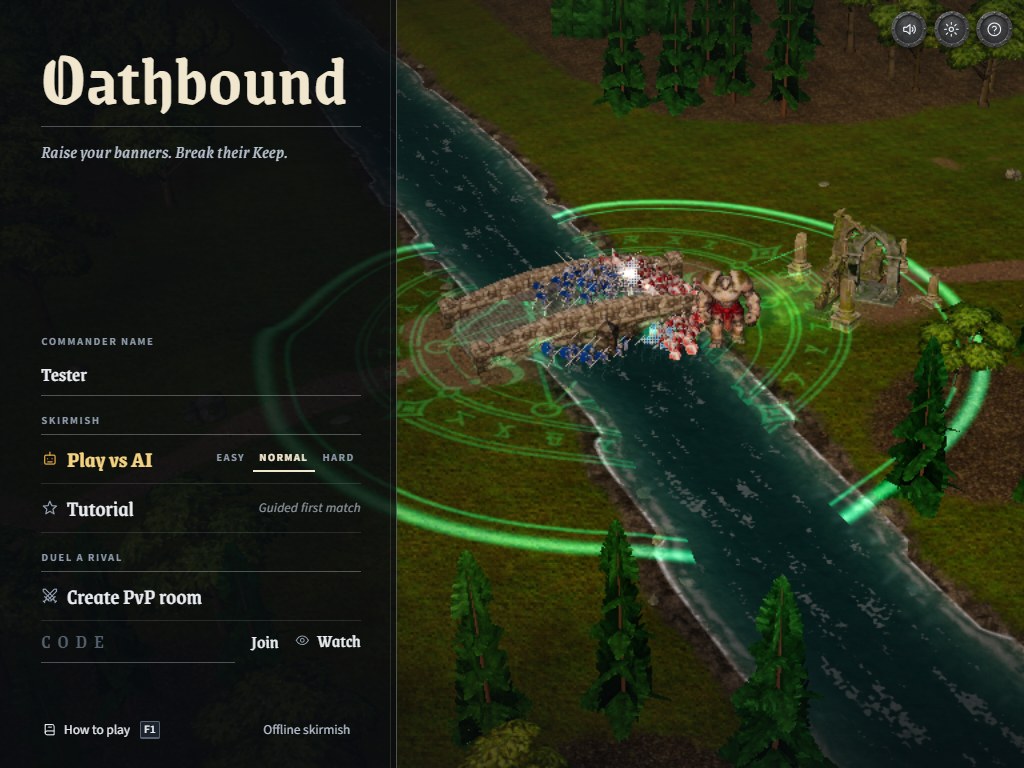 Oathbound
Raise your banners. Break their Keep.
COMMANDER NAME
Tester
SKIRMISH
Play vs AI EASY NORMAL HARD
Tutorial Guided first match
DUEL A RIVAL
Create PvP room
CODE Join Watch
How to play F1 Offline skirmish